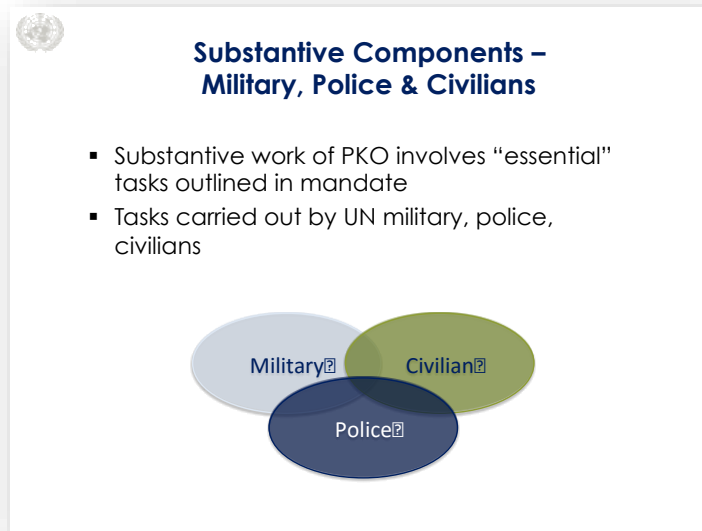 Substantive Components –
Military, Police & Civilians
▪ Substantive work of PKO involves “essential”
tasks outlined in mandate
▪ Tasks carried out by UN military, police,
civilians
Military⍰
Civilian⍰
Police⍰